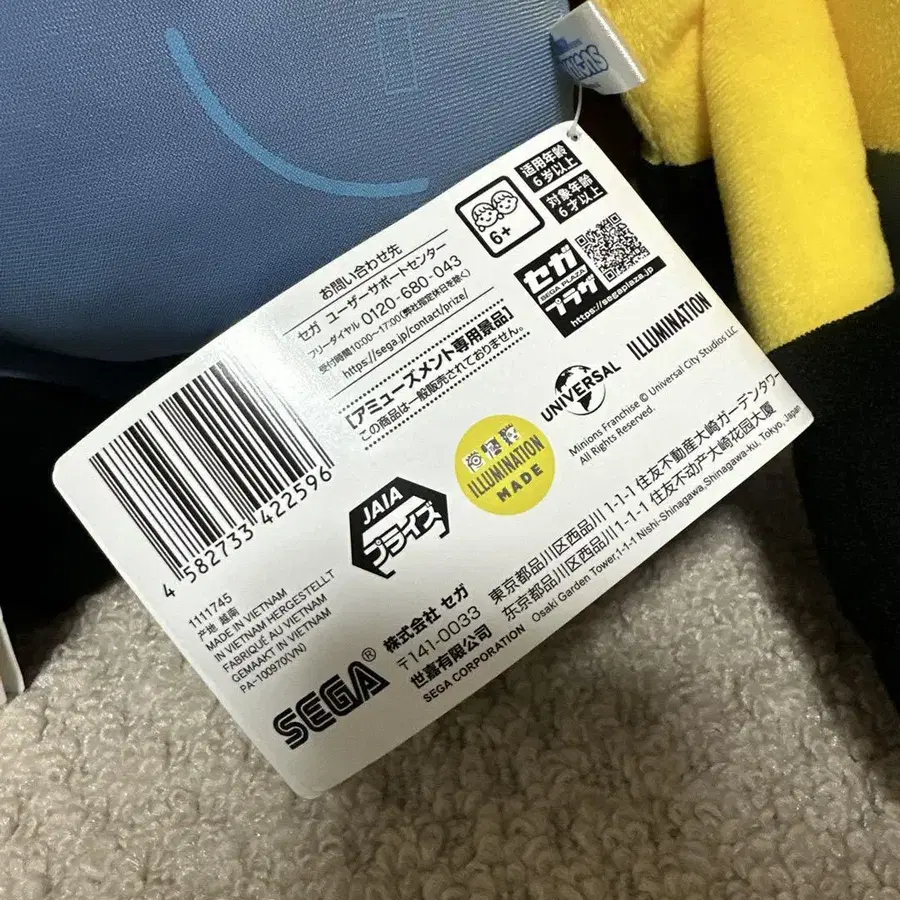 适用年龄
6岁以上
対象年齢
6才以上
6+
お問い合わせ先
セガ ユーザーサポートセンター
フリーダイヤル 0120-680-043
受付時間10:00~17:00(弊社指定休日を除く)
https://sega.jp/contact/prize/
セガ
SEGA PLAZA
プラザ
https://segaplaza.jp
【アミューズメント専用景品】
この商品は一般販売されておりません。
UNIVERSAL
ILLUMINATION
Minions Franchise © Universal City Studios LLC.
All Rights Reserved.
4 582733 422596
JAIA
プライズ
ILLUMINATION
MADE
1111745
产地 越南
MADE IN VIETNAM
IN VIETNAM HERGESTELLT
FABRIQUÉ AU VIETNAM
GEMAAKT IN VIETNAM
PA-100970(VN)
SEGA®
株式会社 セガ
〒141-0033 東京都品川区西品川 1-1-1 住友不動産大崎ガーデンタワー
世嘉有限公司 东京都品川区西品川 1-1-1 住友不动产大崎花园大厦
SEGA CORPORATION Osaki Garden Tower,1-1-1 Nishi-Shinagawa,Shinagawa-ku, Tokyo, Japan